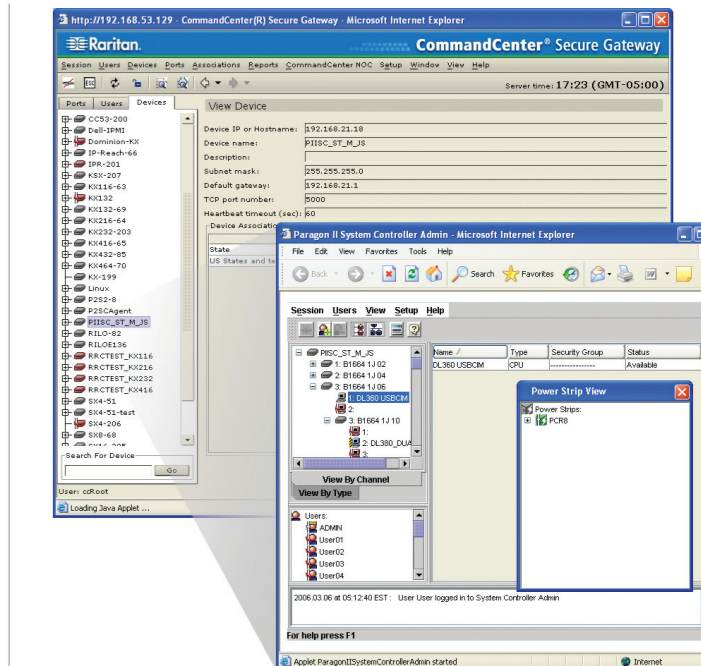 http://192.168.53.129 - CommandCenter(R) Secure Gateway - Microsoft Internet Explorer
Raritan.
CommandCenter® Secure Gateway
Session Users Devices Ports Associations Reports CommandCenter NOC Setup Window View Help
Server time: 17:23 (GMT-05:00)
Ports Users Devices
CC53-200
Dell-IPMI
Dominion-KX
IP-Reach-66
IPR-201
KSX-207
KX116-63
KX132
KX132-69
KX216-64
KX232-203
KX416-65
KX432-85
KX464-70
KX-199
Linux
P2S2-8
P2SCAgent
PIISC_ST_M_JS
RILO-82
RILOE136
RRCTEST_KX116
RRCTEST_KX216
RRCTEST_KX232
RRCTEST_KX416
SX4-51
SX4-51-test
SX4-206
SX8-68
Search For Device
Go
User: ccRoot
Loading Java Applet ...
View Device
Device IP or Hostname: 192.168.21.18
Device name: PIISC_ST_M_JS
Description:
Subnet mask: 255.255.255.0
Default gateway: 192.168.21.1
TCP port number: 5000
Heartbeat timeout (sec): 60
Device Associatio
State
US States and te
Paragon II System Controller Admin - Microsoft Internet Explorer
File Edit View Favorites Tools Help
Back Search Favorites
Session Users View Setup Help
PIISC_ST_M_JS
1: B1664 1J 02
2: B1664 1J 04
3: B1664 1J 06
1: DL360 USBCIM
2:
3: B1664 1J 10
1:
2: DL380_DUA
3:
View By Channel
View By Type
Name / Type Security Group Status
DL360 USBCIM CPU --------------- Available
Power Strip View
Power Strips:
PCR8
Users:
ADMIN
User01
User02
User03
User04
2006.03.06 at 05:12:40 EST : User User logged in to System Controller Admin
For help press F1
Applet ParagonIISystemControllerAdmin started
Internet